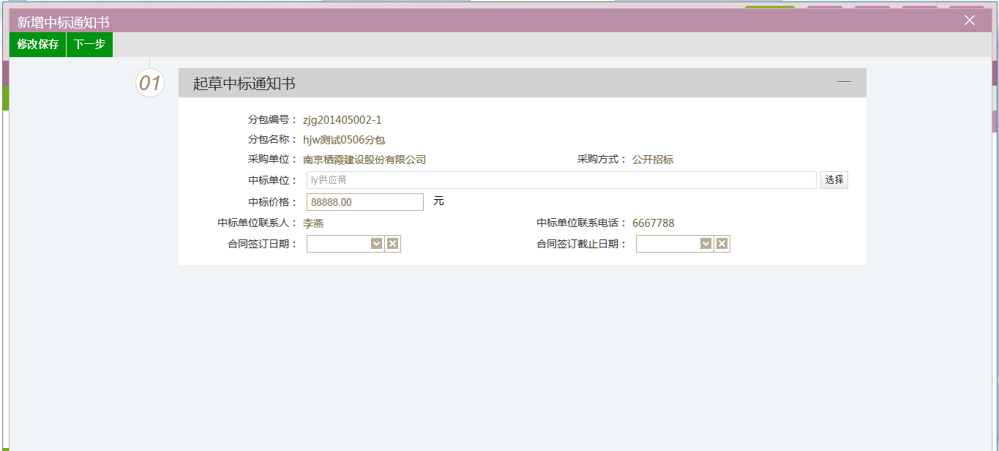 新增中标通知书
修改保存 下一步
01 起草中标通知书
分包编号： zjg201405002-1
分包名称： hjw测试0506分包
采购单位： 南京栖霞建设股份有限公司 采购方式： 公开招标
中标单位： ly供应商 选择
中标价格： 88888.00 元
中标单位联系人： 李燕 中标单位联系电话： 6667788
合同签订日期： 合同签订截止日期：